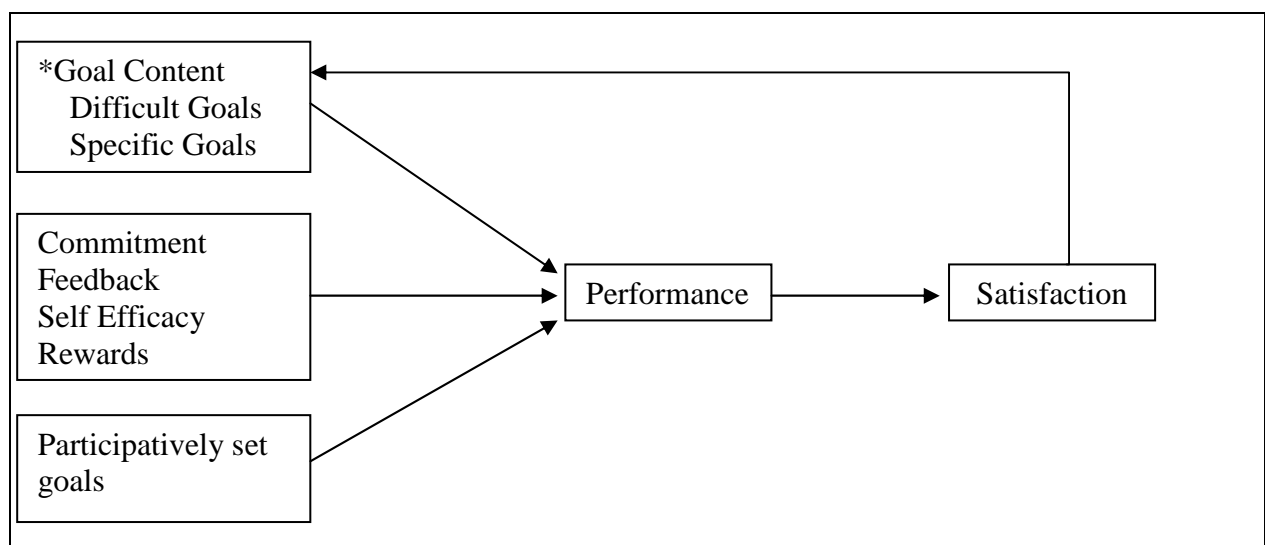 *Goal Content
Difficult Goals
Specific Goals
Commitment
Feedback
Self Efficacy
Rewards
Performance
Satisfaction
Participatively set
goals